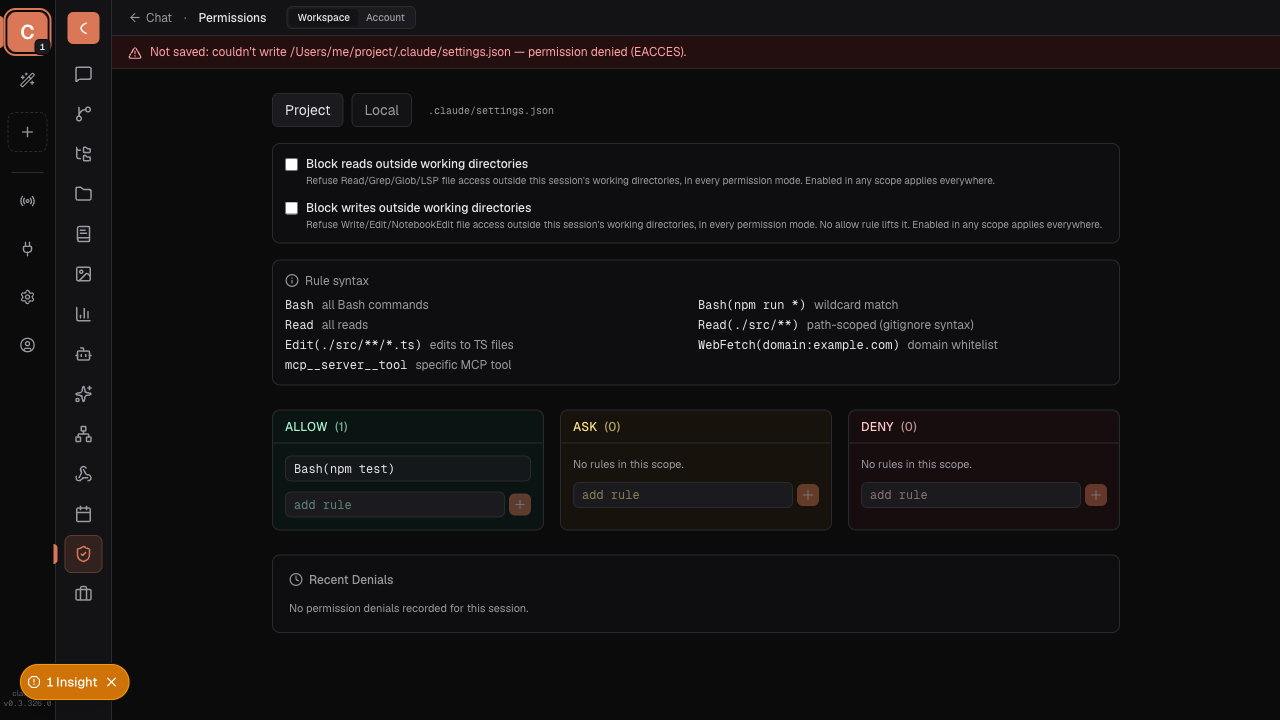 C
1
← Chat · Permissions Workspace Account
Not saved: couldn't write /Users/me/project/.claude/settings.json — permission denied (EACCES).
Project Local .claude/settings.json
Block reads outside working directories
Refuse Read/Grep/Glob/LSP file access outside this session's working directories, in every permission mode. Enabled in any scope applies everywhere.
Block writes outside working directories
Refuse Write/Edit/NotebookEdit file access outside this session's working directories, in every permission mode. No allow rule lifts it. Enabled in any scope applies everywhere.
Rule syntax
Bash all Bash commands
Bash(npm run *) wildcard match
Read all reads
Read(./src/**) path-scoped (gitignore syntax)
Edit(./src/**/*.ts) edits to TS files
WebFetch(domain:example.com) domain whitelist
mcp__server__tool specific MCP tool
ALLOW (1)
Bash(npm test)
add rule
ASK (0)
No rules in this scope.
add rule
DENY (0)
No rules in this scope.
add rule
Recent Denials
No permission denials recorded for this session.
1 Insight
v0.3.326.0